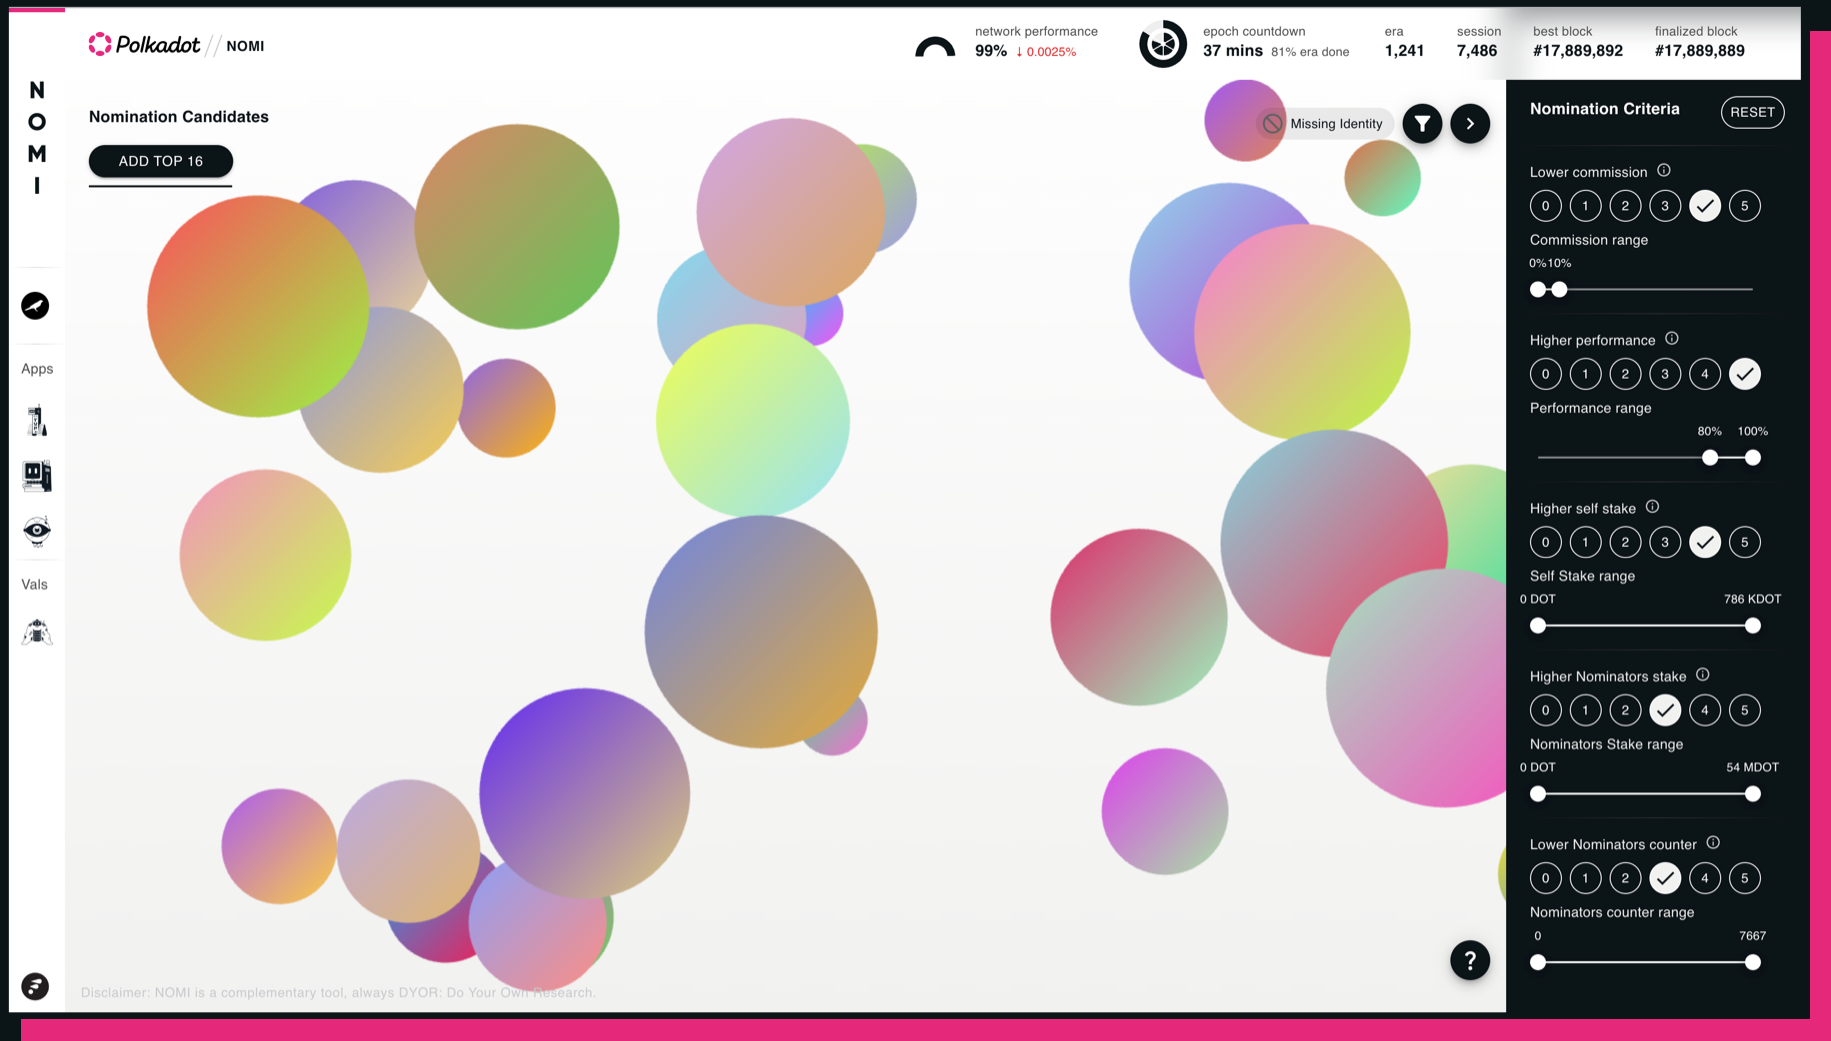 Polkadot // NOMI
network performance
99% ↓ 0.0025%
epoch countdown
37 mins 81% era done
era
1,241
session
7,486
best block
#17,889,892
finalized block
#17,889,889
N
O
M
I
Apps
Vals
Nomination Candidates
ADD TOP 16
Missing Identity
Nomination Criteria
RESET
Lower commission
0 1 2 3 5
Commission range
0% 10%
Higher performance
0 1 2 3 4
Performance range
80% 100%
Higher self stake
0 1 2 3 5
Self Stake range
0 DOT 786 KDOT
Higher Nominators stake
0 1 2 4 5
Nominators Stake range
0 DOT 54 MDOT
Lower Nominators counter
0 1 2 4 5
Nominators counter range
0 7667
?
Disclaimer: NOMI is a complementary tool, always DYOR: Do Your Own Research.